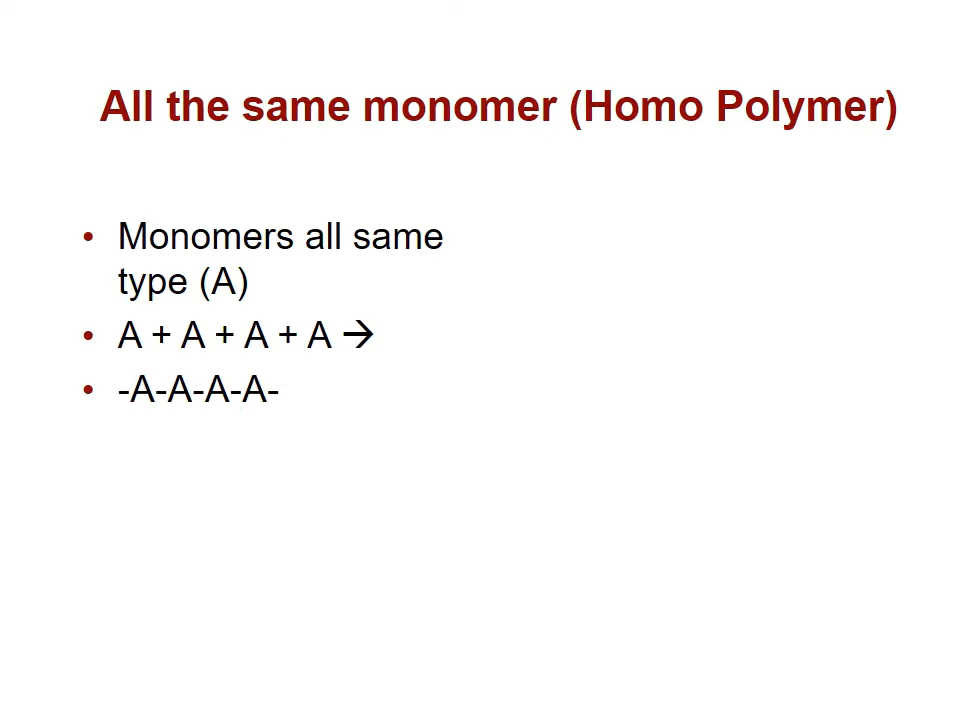 All the same monomer (Homo Polymer)
• Monomers all same
type (A)
• A + A + A + A →
• -A-A-A-A-